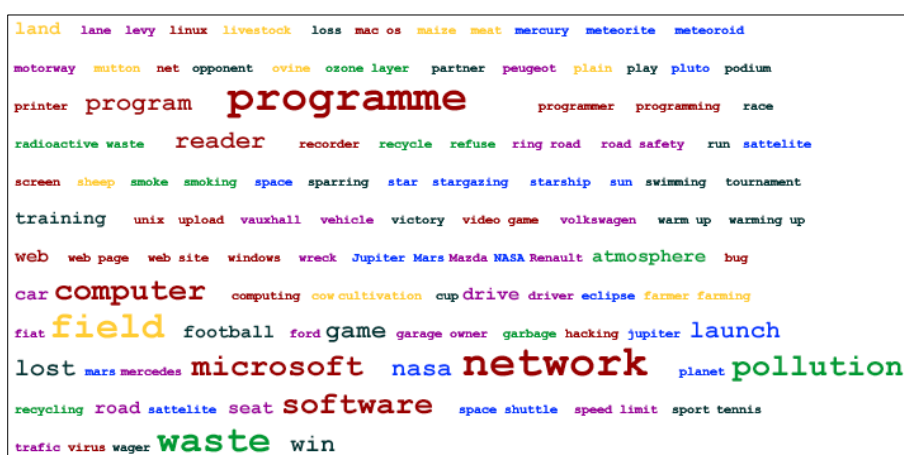 land lane levy linux livestock loss mac os maize meat mercury meteorite meteoroid
motorway mutton net opponent ovine ozone layer partner peugeot plain play pluto podium
printer program programme programmer programming race
radioactive waste reader recorder recycle refuse ring road road safety run sattelite
screen sheep smoke smoking space sparring star stargazing starship sun swimming tournament
training unix upload vauxhall vehicle victory video game volkswagen warm up warming up
web web page web site windows wreck Jupiter Mars Mazda NASA Renault atmosphere bug
car computer computing cow cultivation cup drive driver eclipse farmer farming
fiat field football ford game garage owner garbage hacking jupiter launch
lost mars mercedes microsoft nasa network planet pollution
recycling road sattelite seat software space shuttle speed limit sport tennis
trafic virus wager waste win